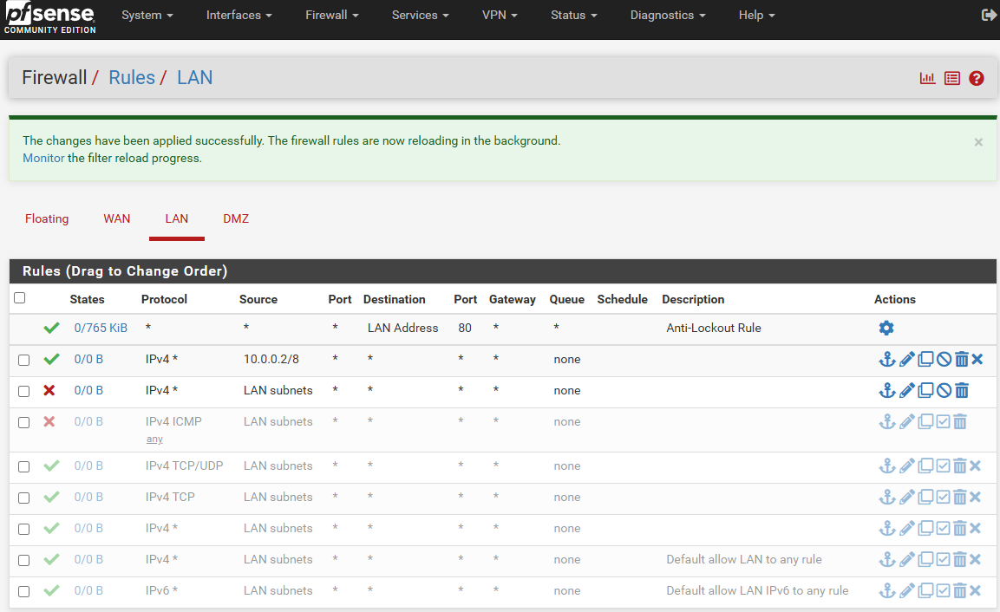 pfsense
COMMUNITY EDITION
System Interfaces Firewall Services VPN Status Diagnostics Help
Firewall / Rules / LAN
The changes have been applied successfully. The firewall rules are now reloading in the background.
Monitor the filter reload progress.
×
Floating WAN LAN DMZ
Rules (Drag to Change Order)
States Protocol Source Port Destination Port Gateway Queue Schedule Description Actions
0/765 KiB * * * LAN Address 80 * * Anti-Lockout Rule
0/0 B IPv4 * 10.0.0.2/8 * * * * none
0/0 B IPv4 * LAN subnets * * * * none
0/0 B IPv4 ICMP LAN subnets * * * * none
any
0/0 B IPv4 TCP/UDP LAN subnets * * * * none
0/0 B IPv4 TCP LAN subnets * * * * none
0/0 B IPv4 * LAN subnets * * * * none
0/0 B IPv4 * LAN subnets * * * * none Default allow LAN to any rule
0/0 B IPv6 * LAN subnets * * * * none Default allow LAN IPv6 to any rule